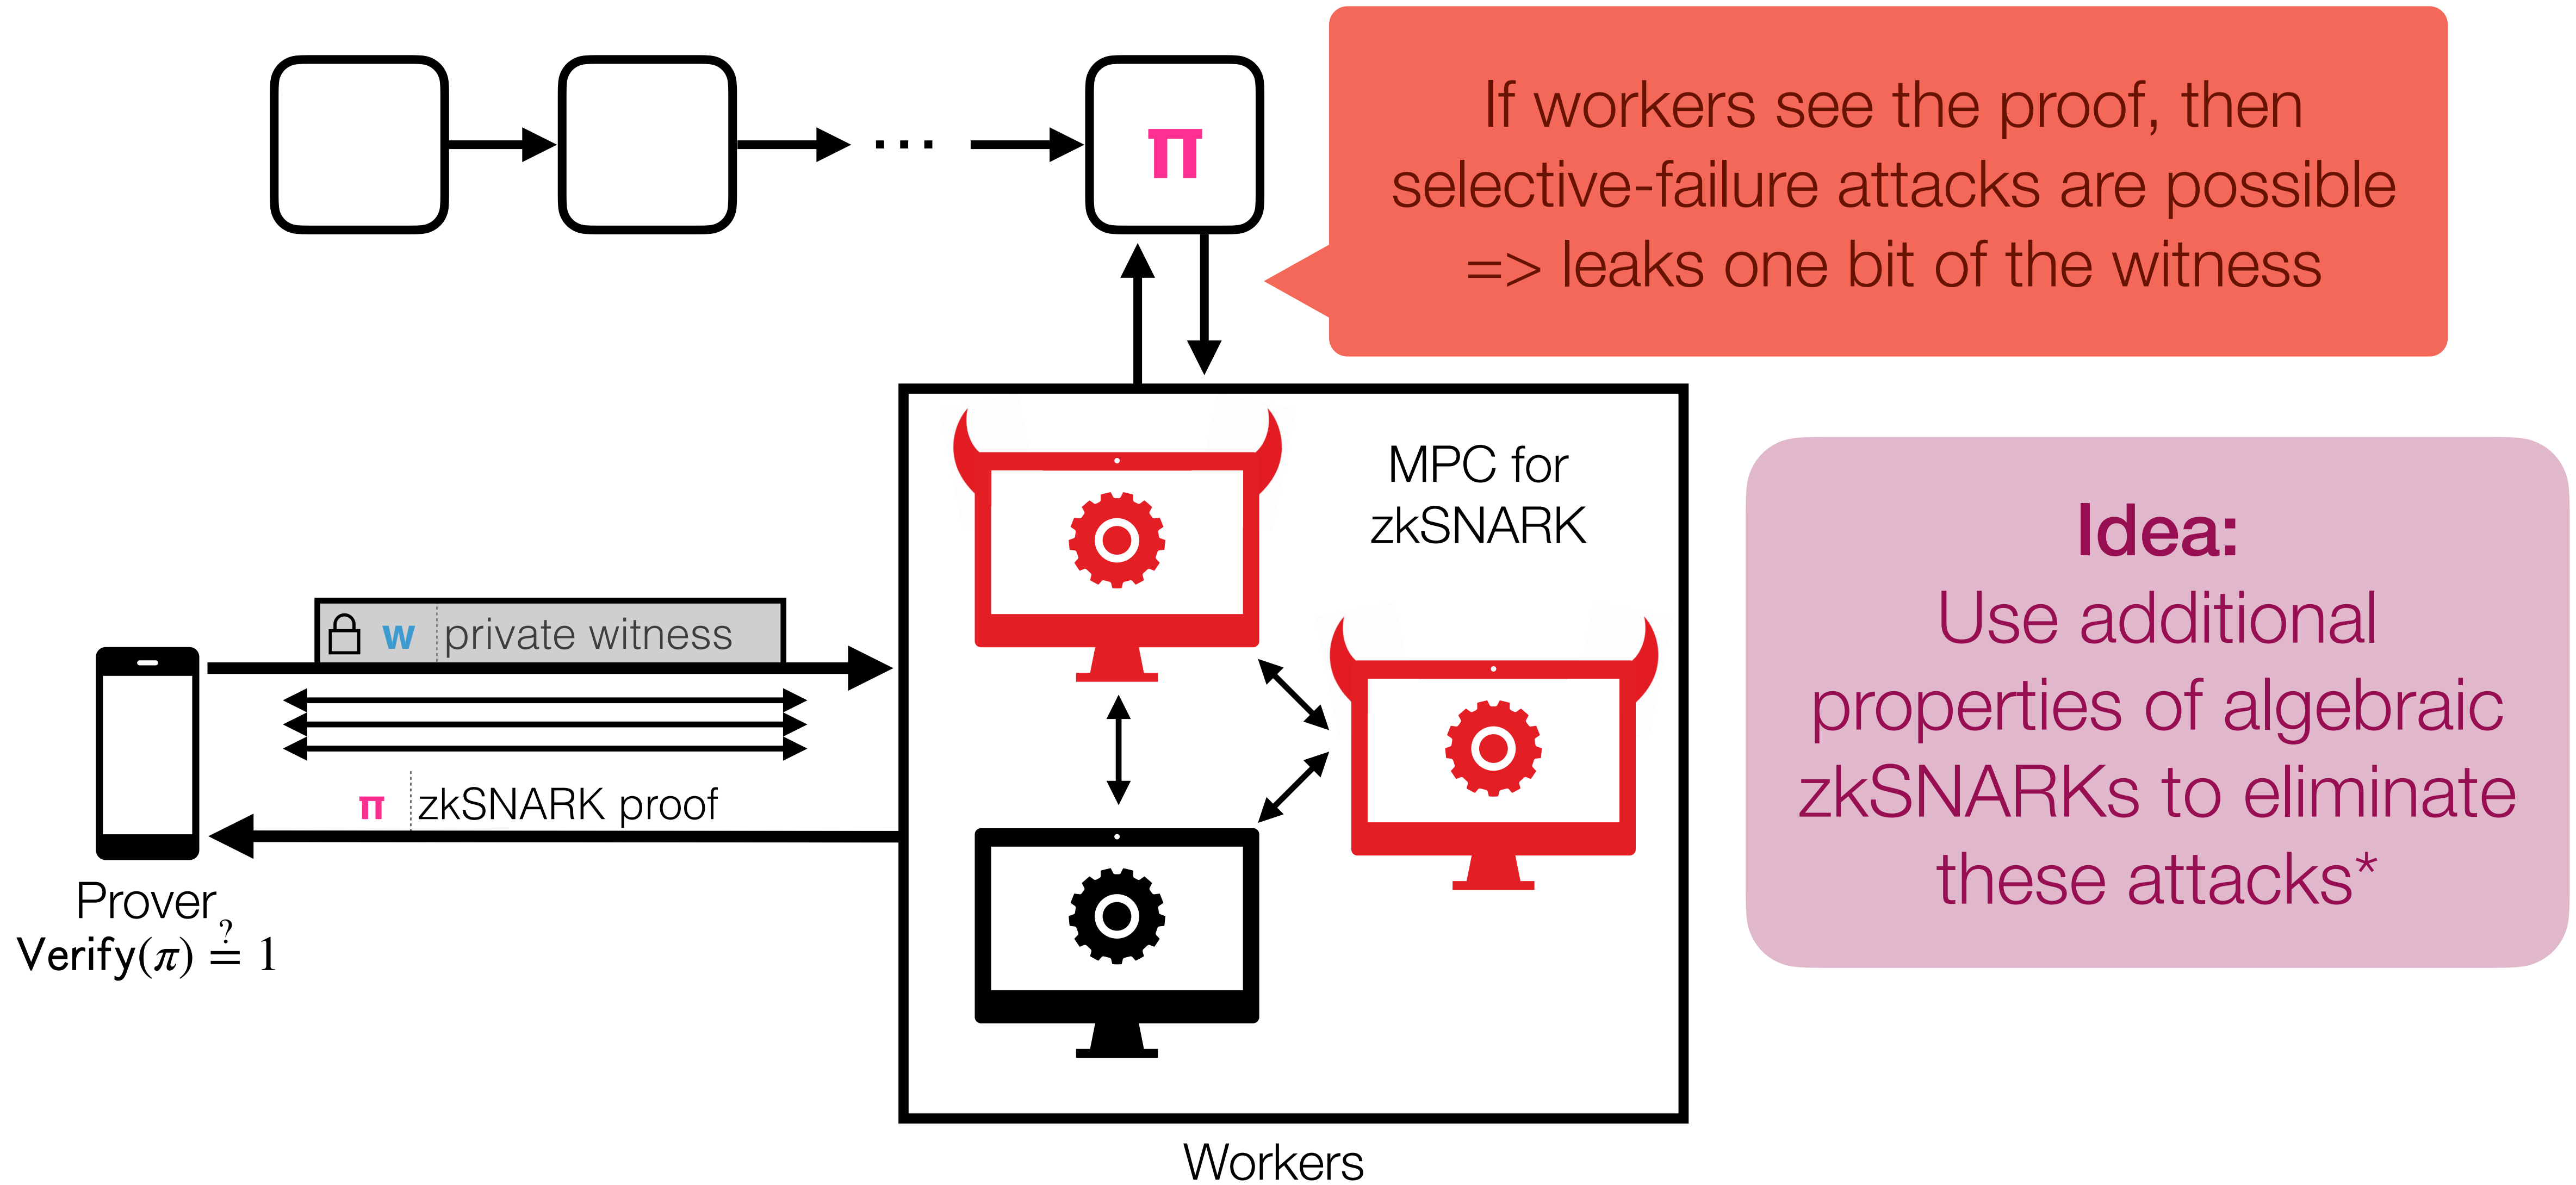 π
If workers see the proof, then
selective-failure attacks are possible
=> leaks one bit of the witness
MPC for
zkSNARK
Idea:
Use additional
properties of algebraic
zkSNARKs to eliminate
these attacks*
w private witness
π zkSNARK proof
Prover
Verify(π) ≟ 1
Workers